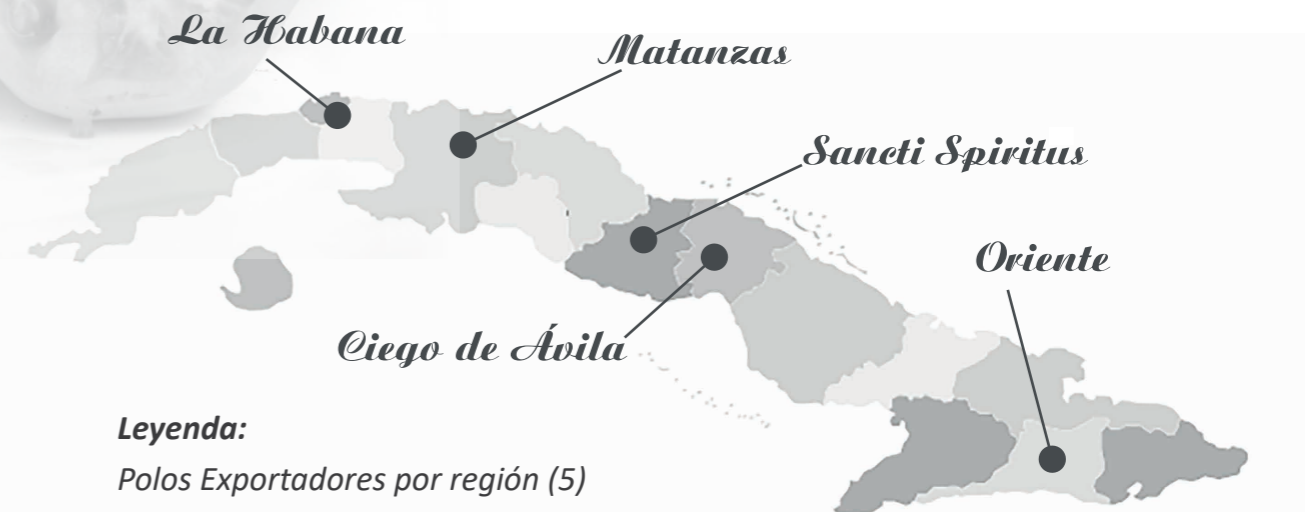 La Habana
Matanzas
Sancti Spiritus
Oriente
Ciego de Ávila
Leyenda:
Polos Exportadores por región (5)